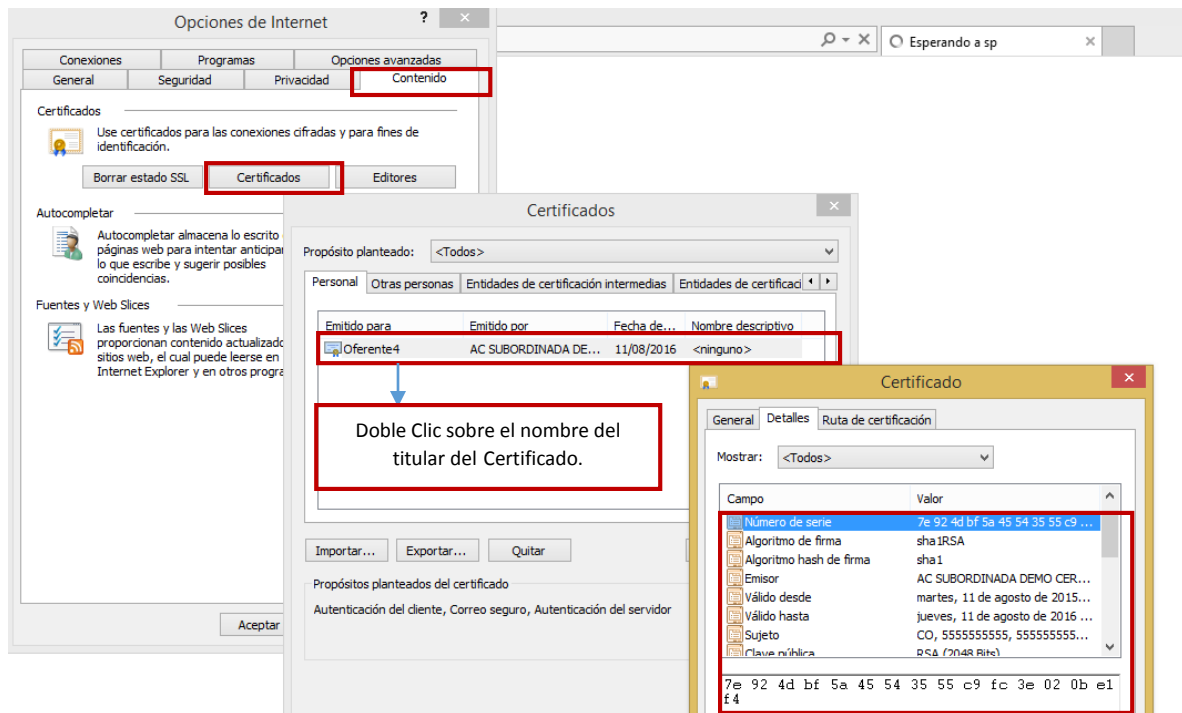 Opciones de Internet
?
Esperando a sp
Conexiones Programas Opciones avanzadas
General Seguridad Privacidad Contenido
Certificados
Use certificados para las conexiones cifradas y para fines de
identificación.
Borrar estado SSL Certificados Editores
Autocompletar
Autocompletar almacena lo escrito
páginas web para intentar anticipar
lo que escribe y sugerir posibles
coincidencias.
Fuentes y Web Slices
Las fuentes y las Web Slices
proporcionan contenido actualizado
sitios web, el cual puede leerse en
Internet Explorer y en otros progra
Aceptar
Certificados
Propósito planteado: <Todos>
Personal Otras personas Entidades de certificación intermedias Entidades de certificaci
Emitido para Emitido por Fecha de... Nombre descriptivo
Oferente4 AC SUBORDINADA DE... 11/08/2016 <ninguno>
Doble Clic sobre el nombre del
titular del Certificado.
Importar... Exportar... Quitar
Propósitos planteados del certificado
Autenticación del cliente, Correo seguro, Autenticación del servidor
Certificado
General Detalles Ruta de certificación
Mostrar: <Todos>
Campo Valor
Número de serie 7e 92 4d bf 5a 45 54 35 55 c9 ...
Algoritmo de firma sha1RSA
Algoritmo hash de firma sha1
Emisor AC SUBORDINADA DEMO CER...
Válido desde martes, 11 de agosto de 2015...
Válido hasta jueves, 11 de agosto de 2016 ...
Sujeto CO, 5555555555, 555555555...
Clave pública RSA (2048 Bits)
7e 92 4d bf 5a 45 54 35 55 c9 fc 3e 02 0b e1
f4